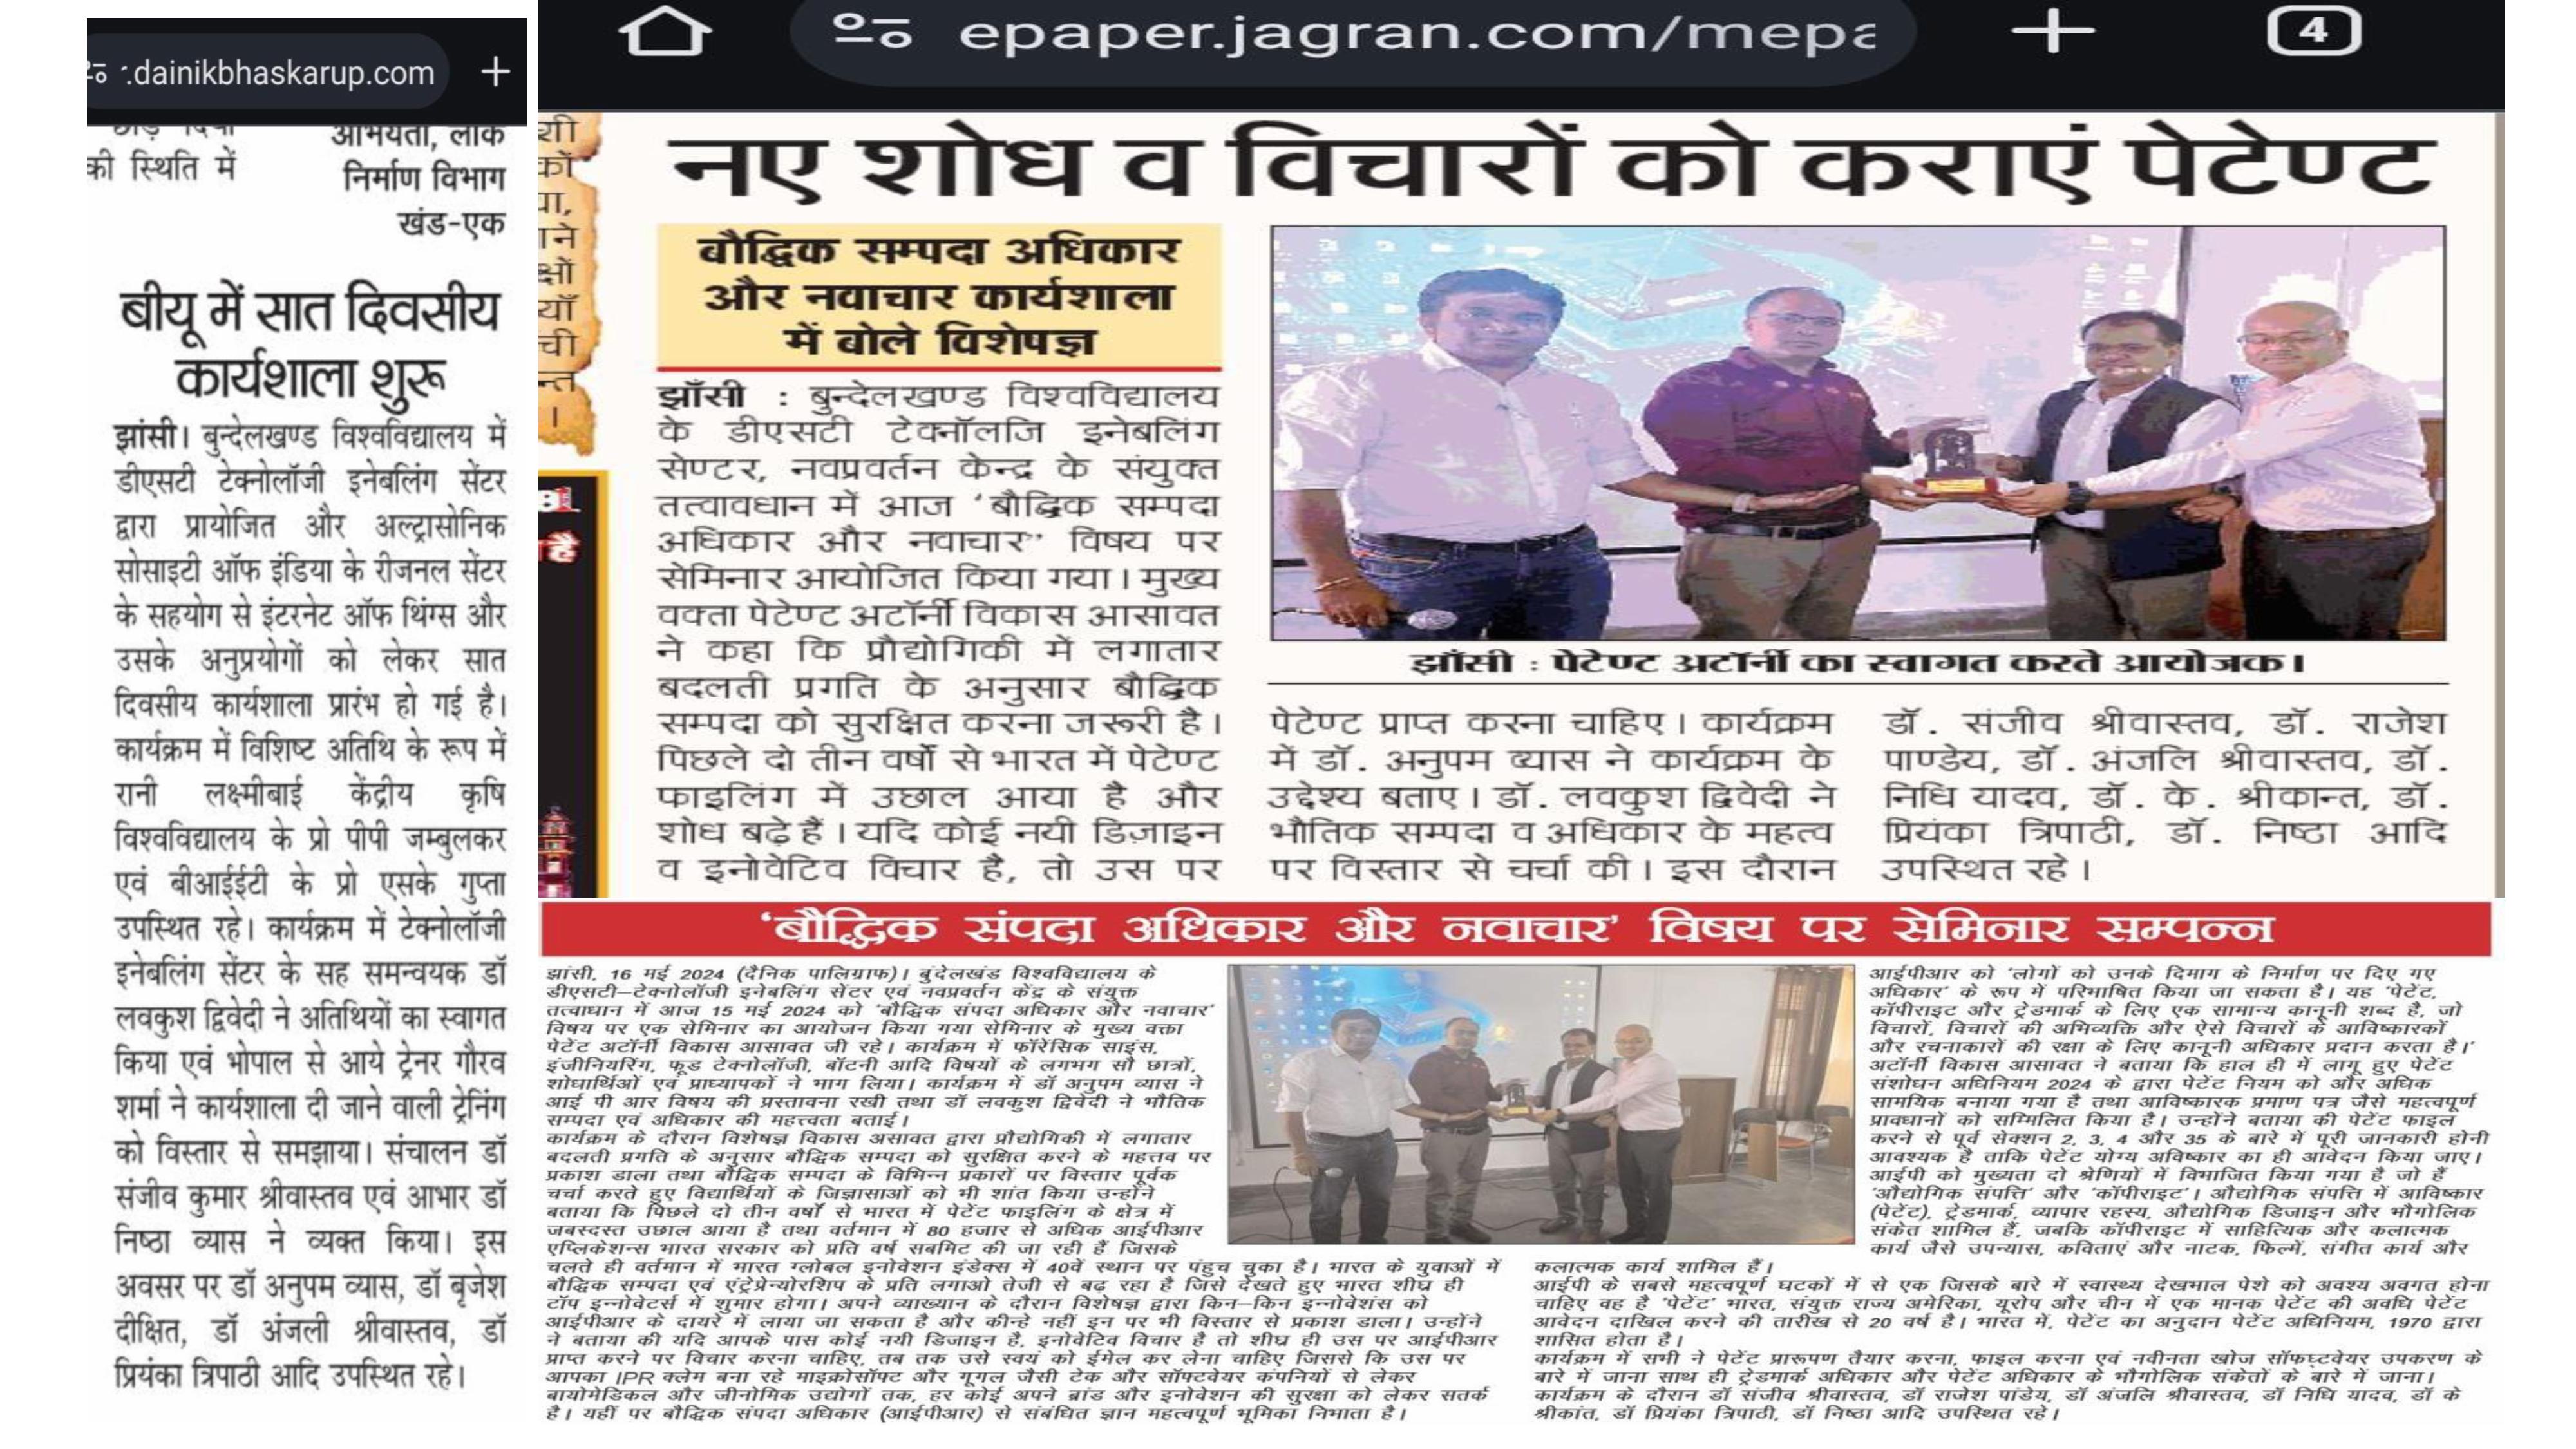 .dainikbhaskarup.com
+
की स्थिति में
अभियंता, लोक
निर्माण विभाग
खंड-एक
बीयू में सात दिवसीय
कार्यशाला शुरू
झांसी। बुन्देलखण्ड विश्वविद्यालय में
डीएसटी टेक्नोलॉजी इनेबलिंग सेंटर
द्वारा प्रायोजित और अल्ट्रासोनिक
सोसाइटी ऑफ इंडिया के रीजनल सेंटर
के सहयोग से इंटरनेट ऑफ थिंग्स और
उसके अनुप्रयोगों को लेकर सात
दिवसीय कार्यशाला प्रारंभ हो गई है।
कार्यक्रम में विशिष्ट अतिथि के रूप में
रानी लक्ष्मीबाई केंद्रीय कृषि
विश्वविद्यालय के प्रो पीपी जम्बुलकर
एवं बीआईईटी के प्रो एसके गुप्ता
उपस्थित रहे। कार्यक्रम में टेक्नोलॉजी
इनेबलिंग सेंटर के सह समन्वयक डॉ
लवकुश द्विवेदी ने अतिथियों का स्वागत
किया एवं भोपाल से आये ट्रेनर गौरव
शर्मा ने कार्यशाला दी जाने वाली ट्रेनिंग
को विस्तार से समझाया। संचालन डॉ
संजीव कुमार श्रीवास्तव एवं आभार डॉ
निष्ठा व्यास ने व्यक्त किया। इस
अवसर पर डॉ अनुपम व्यास, डॉ बृजेश
दीक्षित, डॉ अंजली श्रीवास्तव, डॉ
प्रियंका त्रिपाठी आदि उपस्थित रहे।
epaper.jagran.com/mepa
+
4
नए शोध व विचारों को कराएं पेटेण्ट
बौद्धिक सम्पदा अधिकार
और नवाचार कार्यशाला
में बोले विशेषज्ञ
झाँसी : बुन्देलखण्ड विश्वविद्यालय
के डीएसटी टेक्नॉलजि इनेबलिंग
सेण्टर, नवप्रवर्तन केन्द्र के संयुक्त
तत्वावधान में आज 'बौद्धिक सम्पदा
अधिकार और नवाचार'' विषय पर
सेमिनार आयोजित किया गया। मुख्य
वक्ता पेटेण्ट अटॉर्नी विकास आसावत
ने कहा कि प्रौद्योगिकी में लगातार
बदलती प्रगति के अनुसार बौद्धिक
सम्पदा को सुरक्षित करना जरूरी है।
पिछले दो तीन वर्षों से भारत में पेटेण्ट
फाइलिंग में उछाल आया है और
शोध बढ़े हैं। यदि कोई नयी डिज़ाइन
व इनोवेटिव विचार है, तो उस पर
झाँसी : पेटेण्ट अटॉर्नी का स्वागत करते आयोजक।
पेटेण्ट प्राप्त करना चाहिए। कार्यक्रम
में डॉ. अनुपम व्यास ने कार्यक्रम के
उद्देश्य बताए। डॉ. लवकुश द्विवेदी ने
भौतिक सम्पदा व अधिकार के महत्व
पर विस्तार से चर्चा की। इस दौरान
डॉ. संजीव श्रीवास्तव, डॉ. राजेश
पाण्डेय, डॉ. अंजलि श्रीवास्तव, डॉ.
निधि यादव, डॉ. के. श्रीकान्त, डॉ.
प्रियंका त्रिपाठी, डॉ. निष्ठा आदि
उपस्थित रहे।
'बौद्धिक संपदा अधिकार और नवाचार' विषय पर सेमिनार सम्पन्न
झांसी, 16 मई 2024 (दैनिक पालिग्राफ)। बुंदेलखंड विश्वविद्यालय के
डीएसटी–टेक्नोलॉजी इनेबलिंग सेंटर एवं नवप्रवर्तन केंद्र के संयुक्त
तत्वाधान में आज 15 मई 2024 को 'बौद्धिक संपदा अधिकार और नवाचार'
विषय पर एक सेमिनार का आयोजन किया गया सेमिनार के मुख्य वक्ता
पेटेंट अटॉर्नी विकास आसावत जी रहे। कार्यक्रम में फॉरेंसिक साइंस,
इंजीनियरिंग, फूड टेक्नोलॉजी, बॉटनी आदि विषयों के लगभग सौ छात्रों,
शोधार्थिओं एवं प्राध्यापकों ने भाग लिया। कार्यक्रम में डॉ अनुपम व्यास ने
आई पी आर विषय की प्रस्तावना रखी तथा डॉ लवकुश द्विवेदी ने भौतिक
सम्पदा एवं अधिकार की महत्त्वता बताई।
कार्यक्रम के दौरान विशेषज्ञ विकास असावत द्वारा प्रौद्योगिकी में लगातार
बदलती प्रगति के अनुसार बौद्धिक सम्पदा को सुरक्षित करने के महत्तव पर
प्रकाश डाला तथा बौद्धिक सम्पदा के विभिन्न प्रकारों पर विस्तार पूर्वक
चर्चा करते हुए विद्यार्थियों के जिज्ञासाओं को भी शांत किया उन्होंने
बताया कि पिछले दो तीन वर्षों से भारत में पेटेंट फाइलिंग के क्षेत्र में
जबस्दस्त उछाल आया है तथा वर्तमान में 80 हजार से अधिक आईपीआर
एप्लिकेशन्स भारत सरकार को प्रति वर्ष सबमिट की जा रही हैं जिसके
चलते ही वर्तमान में भारत ग्लोबल इनोवेशन इंडेक्स में 40वें स्थान पर पंहुच चुका है। भारत के युवाओं में
बौद्धिक सम्पदा एवं एंट्रेप्रेन्योरशिप के प्रति लगाओ तेजी से बढ़ रहा है जिसे देखते हुए भारत शीघ्र ही
टॉप इन्नोवेटर्स में शुमार होगा। अपने व्याख्यान के दौरान विशेषज्ञ द्वारा किन–किन इन्नोवेशंस को
आईपीआर के दायरे में लाया जा सकता है और कीन्हे नहीं इन पर भी विस्तार से प्रकाश डाला। उन्होंने
ने बताया की यदि आपके पास कोई नयी डिजाइन है, इनोवेटिव विचार है तो शीघ्र ही उस पर आईपीआर
प्राप्त करने पर विचार करना चाहिए, तब तक उसे स्वयं को ईमेल कर लेना चाहिए जिससे कि उस पर
आपका IPR क्लेम बना रहे माइक्रोसॉफ्ट और गूगल जैसी टेक और सॉफ्टवेयर कंपनियों से लेकर
बायोमेडिकल और जीनोमिक उद्योगों तक, हर कोई अपने ब्रांड और इनोवेशन की सुरक्षा को लेकर सतर्क
है। यहीं पर बौद्धिक संपदा अधिकार (आईपीआर) से संबंधित ज्ञान महत्वपूर्ण भूमिका निभाता है।
आईपीआर को 'लोगों को उनके दिमाग के निर्माण पर दिए गए
अधिकार' के रूप में परिभाषित किया जा सकता है। यह 'पेटेंट,
कॉपीराइट और ट्रेडमार्क के लिए एक सामान्य कानूनी शब्द है, जो
विचारों, विचारों की अभिव्यक्ति और ऐसे विचारों के आविष्कारकों
और रचनाकारों की रक्षा के लिए कानूनी अधिकार प्रदान करता है।'
अटॉर्नी विकास आसावत ने बताया कि हाल ही में लागू हुए पेटेंट
संशोधन अधिनियम 2024 के द्वारा पेटेंट नियम को और अधिक
सामयिक बनाया गया है तथा आविष्कारक प्रमाण पत्र जैसे महत्वपूर्ण
प्रावधानों को सम्मिलित किया है। उन्होंने बताया की पेटेंट फाइल
करने से पूर्व सेक्शन 2, 3, 4 और 35 के बारे में पूरी जानकारी होनी
आवश्यक है ताकि पेटेंट योग्य अविष्कार का ही आवेदन किया जाए।
आईपी को मुख्यता दो श्रेणियों में विभाजित किया गया है जो हैं
'औद्योगिक संपत्ति' और 'कॉपीराइट'। औद्योगिक संपत्ति में आविष्कार
(पेटेंट), ट्रेडमार्क, व्यापार रहस्य, औद्योगिक डिजाइन और भौगोलिक
संकेत शामिल हैं, जबकि कॉपीराइट में साहित्यिक और कलात्मक
कार्य जैसे उपन्यास, कविताएं और नाटक, फिल्में, संगीत कार्य और
कलात्मक कार्य शामिल हैं।
आईपी के सबसे महत्वपूर्ण घटकों में से एक जिसके बारे में स्वास्थ्य देखभाल पेशे को अवश्य अवगत होना
चाहिए वह है 'पेटेंट' भारत, संयुक्त राज्य अमेरिका, यूरोप और चीन में एक मानक पेटेंट की अवधि पेटेंट
आवेदन दाखिल करने की तारीख से 20 वर्ष है। भारत में, पेटेंट का अनुदान पेटेंट अधिनियम, 1970 द्वारा
शासित होता है।
कार्यक्रम में सभी ने पेटेंट प्रारूपण तैयार करना, फाइल करना एवं नवीनता खोज सॉफ्टवेयर उपकरण के
बारे में जाना साथ ही ट्रेडमार्क अधिकार और पेटेंट अधिकार के भौगोलिक संकेतों के बारे में जाना।
कार्यक्रम के दौरान डॉ संजीव श्रीवास्तव, डॉ राजेश पांडेय, डॉ अंजलि श्रीवास्तव, डॉ निधि यादव, डॉ के
श्रीकांत, डॉ प्रियंका त्रिपाठी, डॉ निष्ठा आदि उपस्थित रहे।